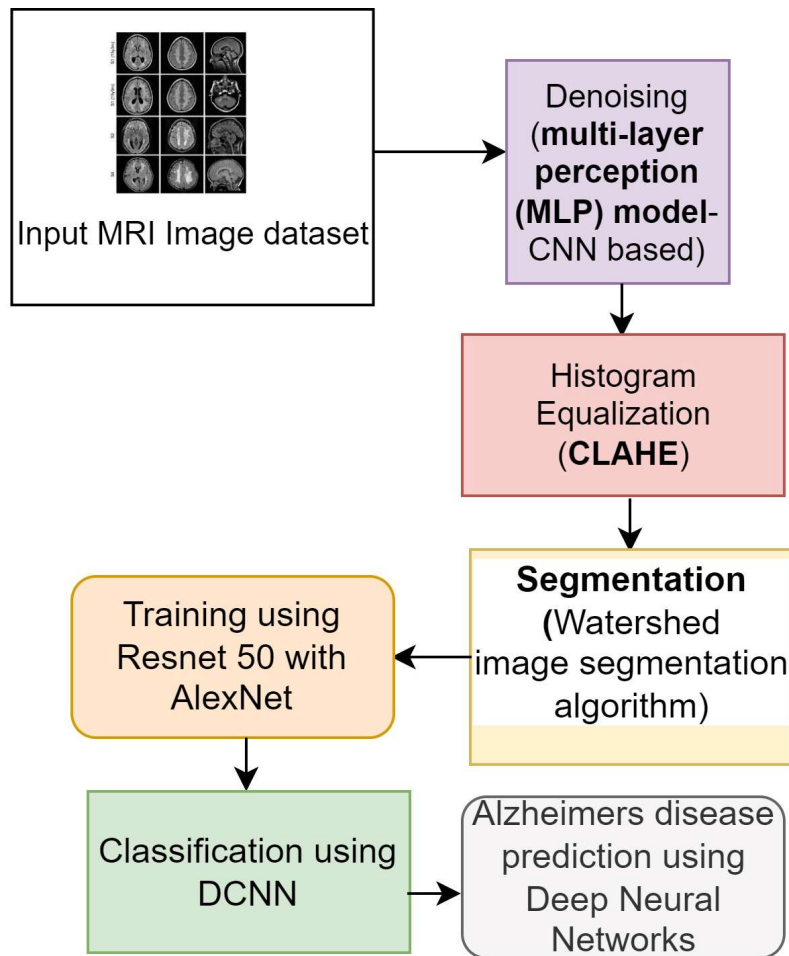 Input MRI Image dataset
Denoising
(multi-layer
perception
(MLP) model-
CNN based)
Histogram
Equalization
(CLAHE)
Segmentation
(Watershed
image segmentation
algorithm)
Training using
Resnet 50 with
AlexNet
Classification using
DCNN
Alzheimers disease
prediction using
Deep Neural
Networks